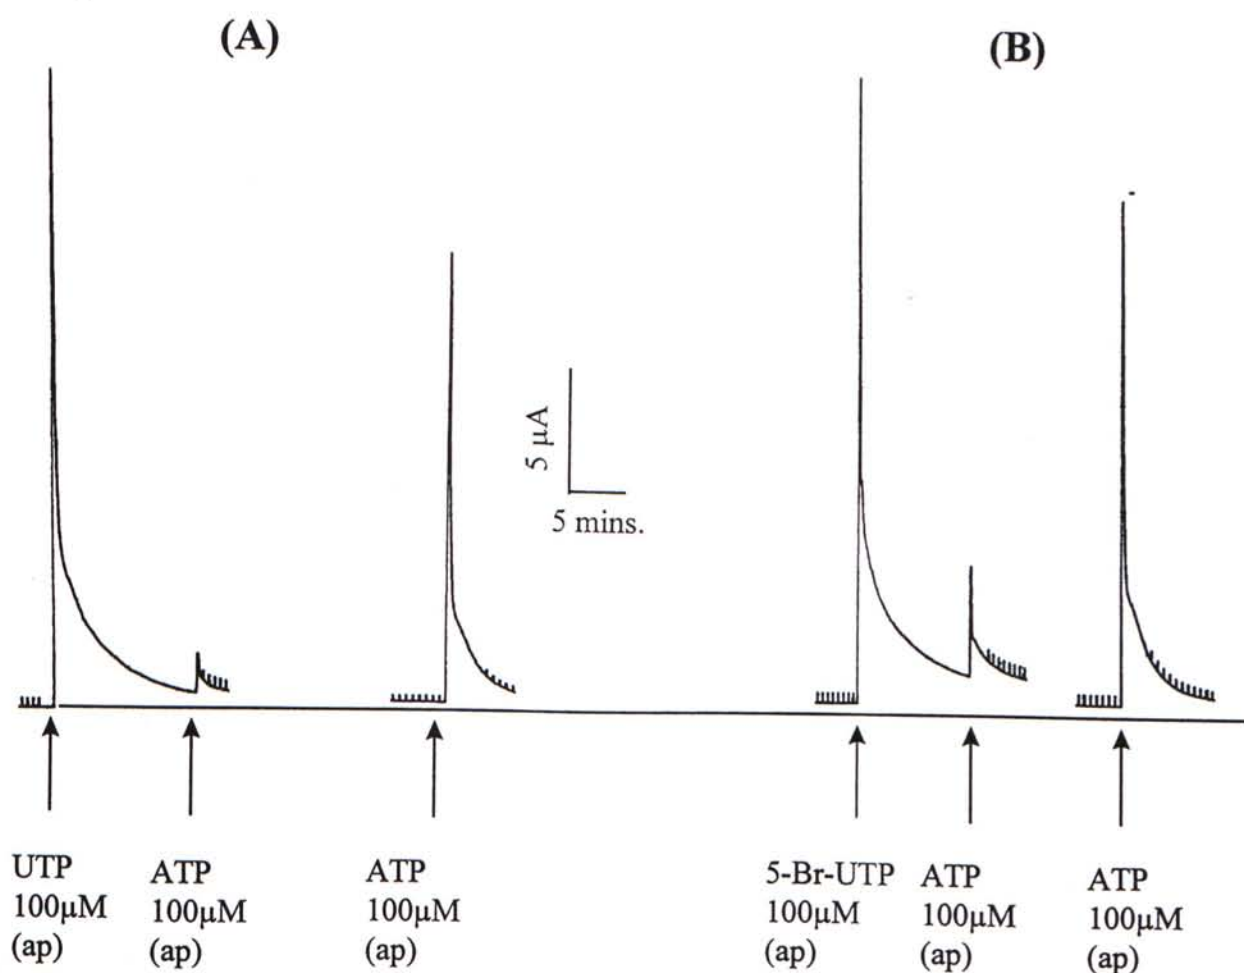 (A)
(B)
5 µA
5 mins.
UTP
100µM
(ap)
ATP
100µM
(ap)
ATP
100µM
(ap)
5-Br-UTP
100µM
(ap)
ATP
100µM
(ap)
ATP
100µM
(ap)